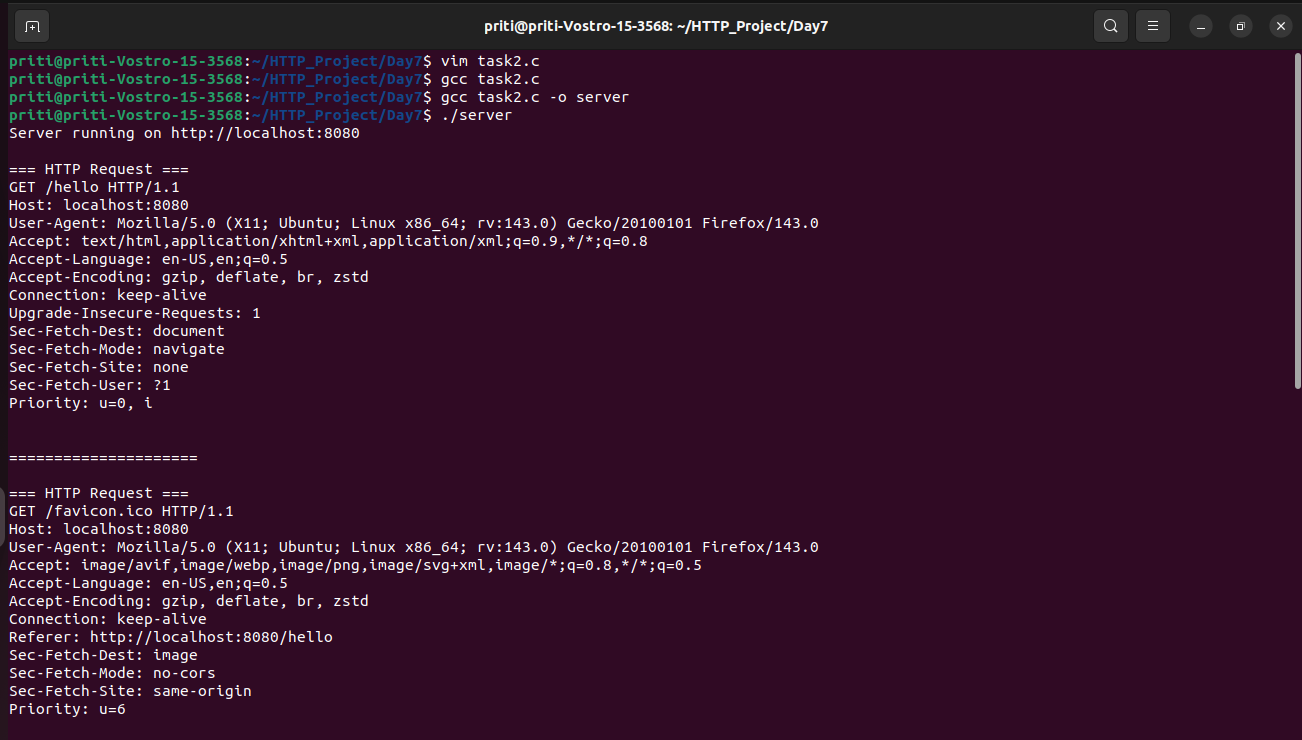 priti@priti-Vostro-15-3568: ~/HTTP_Project/Day7
priti@priti-Vostro-15-3568:~/HTTP_Project/Day7$ vim task2.c
priti@priti-Vostro-15-3568:~/HTTP_Project/Day7$ gcc task2.c
priti@priti-Vostro-15-3568:~/HTTP_Project/Day7$ gcc task2.c -o server
priti@priti-Vostro-15-3568:~/HTTP_Project/Day7$ ./server
Server running on http://localhost:8080
=== HTTP Request ===
GET /hello HTTP/1.1
Host: localhost:8080
User-Agent: Mozilla/5.0 (X11; Ubuntu; Linux x86_64; rv:143.0) Gecko/20100101 Firefox/143.0
Accept: text/html,application/xhtml+xml,application/xml;q=0.9,*/*;q=0.8
Accept-Language: en-US,en;q=0.5
Accept-Encoding: gzip, deflate, br, zstd
Connection: keep-alive
Upgrade-Insecure-Requests: 1
Sec-Fetch-Dest: document
Sec-Fetch-Mode: navigate
Sec-Fetch-Site: none
Sec-Fetch-User: ?1
Priority: u=0, i
=====================
=== HTTP Request ===
GET /favicon.ico HTTP/1.1
Host: localhost:8080
User-Agent: Mozilla/5.0 (X11; Ubuntu; Linux x86_64; rv:143.0) Gecko/20100101 Firefox/143.0
Accept: image/avif,image/webp,image/png,image/svg+xml,image/*;q=0.8,*/*;q=0.5
Accept-Language: en-US,en;q=0.5
Accept-Encoding: gzip, deflate, br, zstd
Connection: keep-alive
Referer: http://localhost:8080/hello
Sec-Fetch-Dest: image
Sec-Fetch-Mode: no-cors
Sec-Fetch-Site: same-origin
Priority: u=6